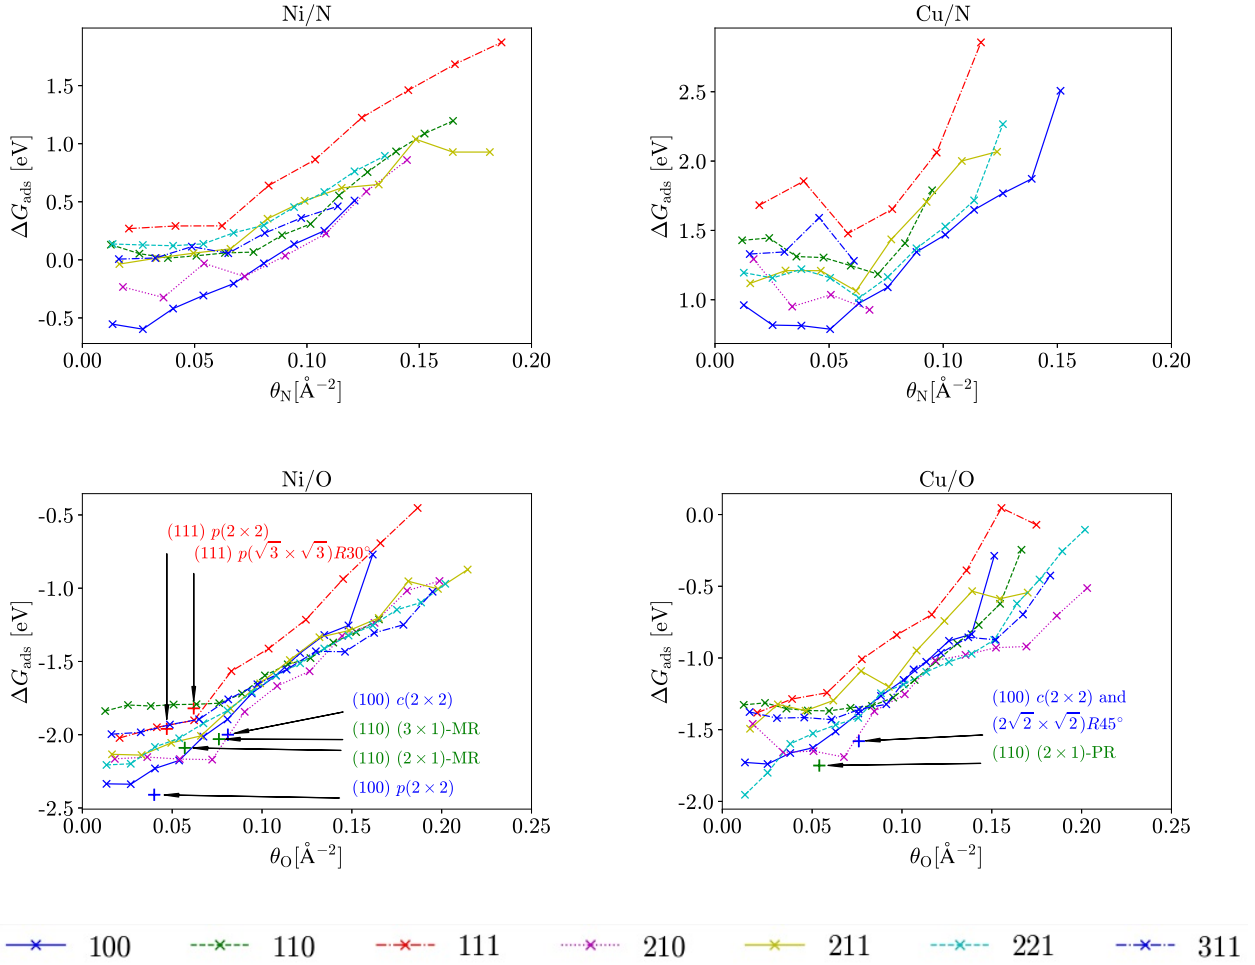 Ni/N
ΔG_ads [eV]
1.5
1.0
0.5
0.0
-0.5
0.00 0.05 0.10 0.15 0.20
θ_N[Å⁻²]
Cu/N
ΔG_ads [eV]
2.5
2.0
1.5
1.0
0.00 0.05 0.10 0.15 0.20
θ_N[Å⁻²]
Ni/O
ΔG_ads [eV]
-0.5
-1.0
-1.5
-2.0
-2.5
(111) p(2 × 2)
(111) p(√3 × √3)R30°
(100) c(2 × 2)
(110) (3 × 1)-MR
(110) (2 × 1)-MR
(100) p(2 × 2)
0.00 0.05 0.10 0.15 0.20 0.25
θ_O[Å⁻²]
Cu/O
ΔG_ads [eV]
0.0
-0.5
-1.0
-1.5
-2.0
(100) c(2 × 2) and
(2√2 × √2)R45°
(110) (2 × 1)-PR
0.00 0.05 0.10 0.15 0.20 0.25
θ_O[Å⁻²]
100 110 111 210 211 221 311